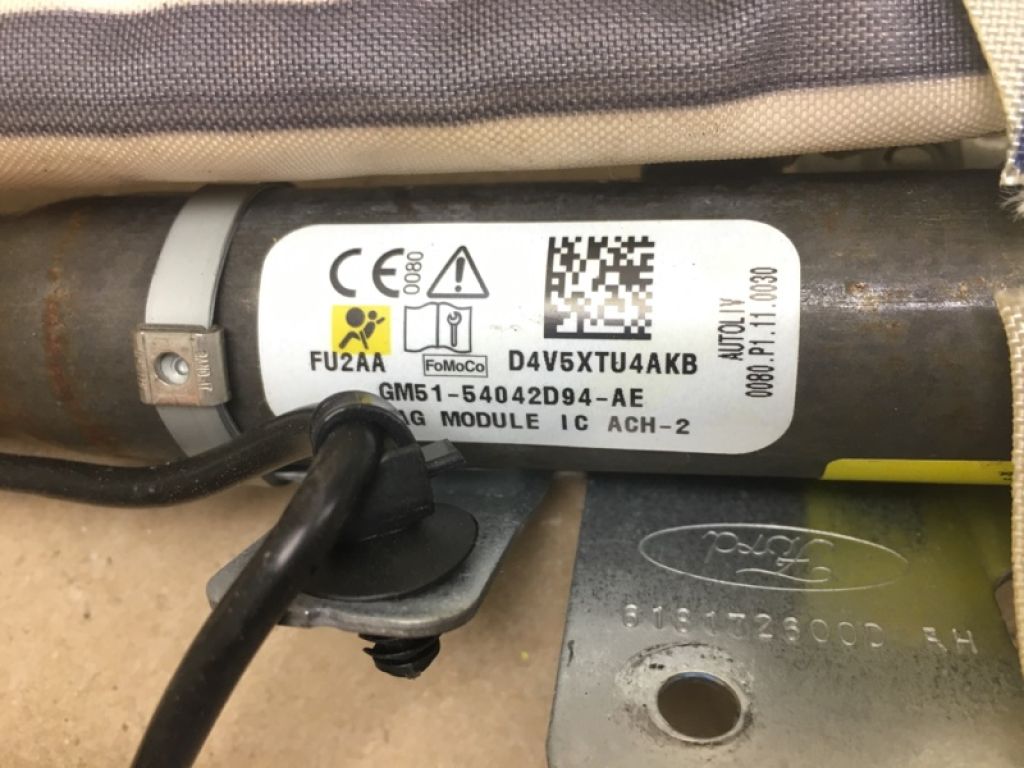 CE 0080
FU2AA FoMoCo D4V5XTU4AKB
GM51-54042D94-AE
AG MODULE IC ACH-2
AUTOLIV
0080.P1.11.0030
Ford
RH